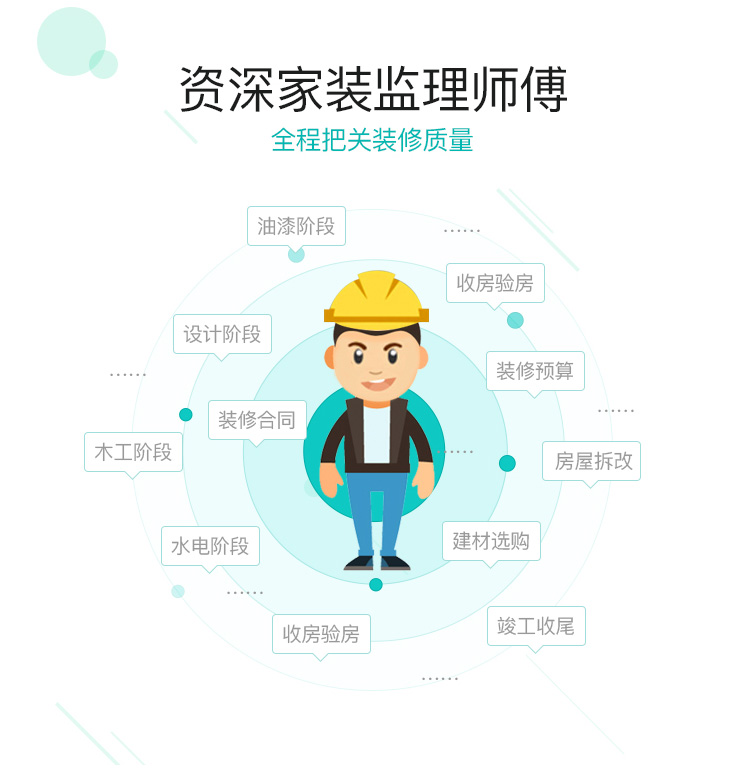 资深家装监理师傅
全程把关装修质量
油漆阶段
……
收房验房
设计阶段
……
装修预算
装修合同
……
木工阶段
……
房屋拆改
水电阶段
建材选购
……
收房验房
竣工收尾
……